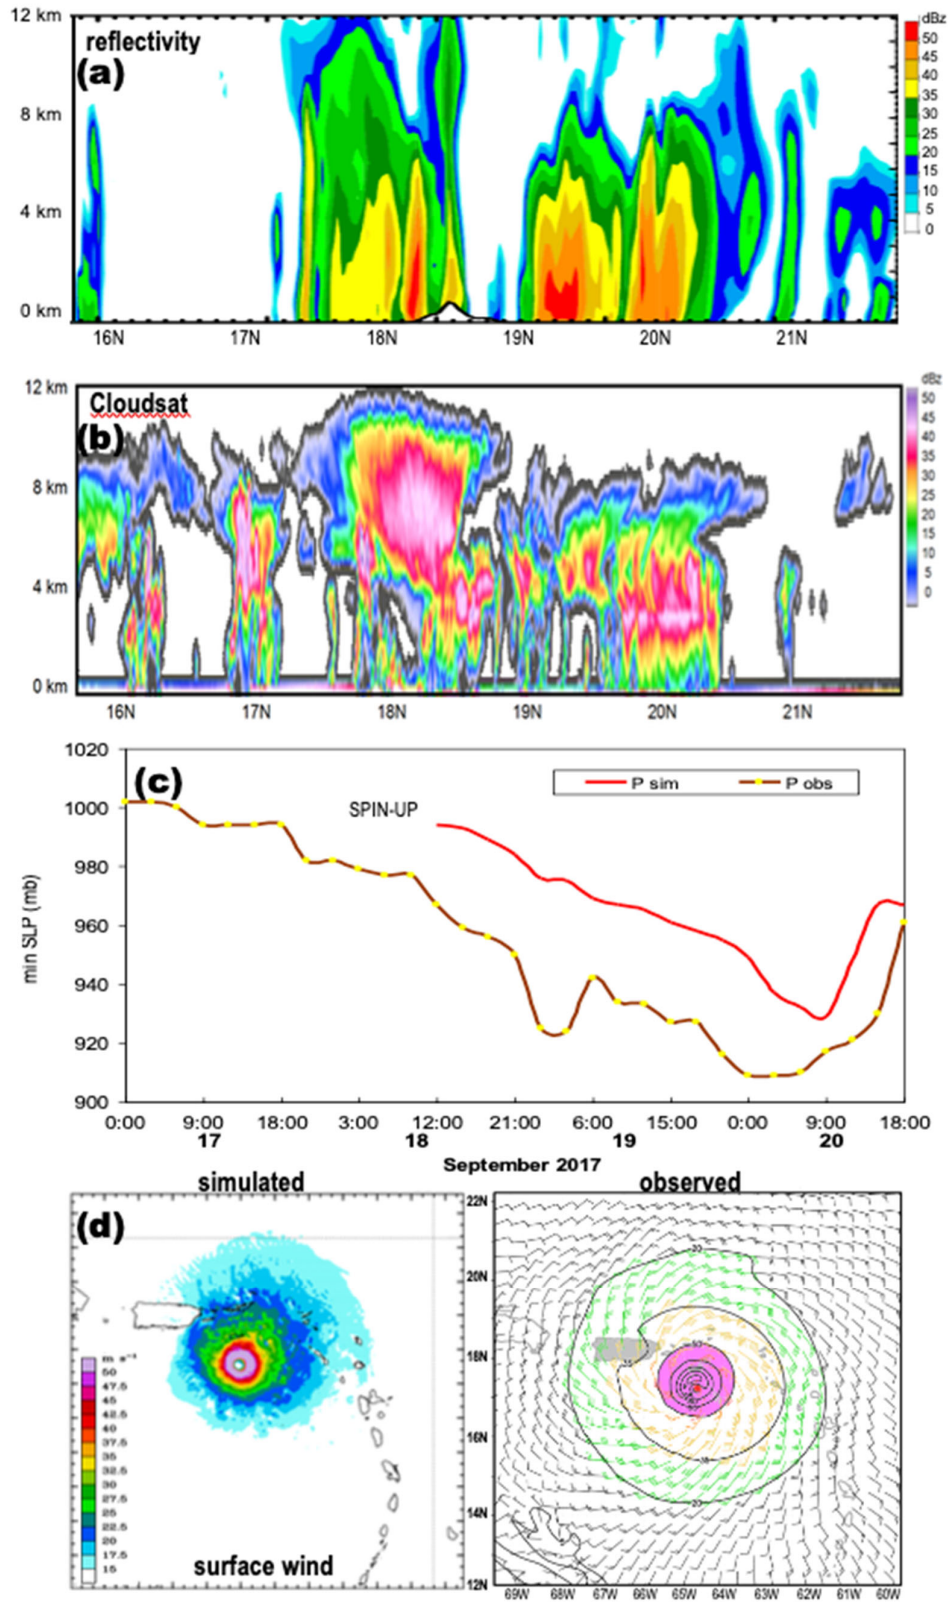 12 km
reflectivity
(a)
8 km
4 km
0 km
16N 17N 18N 19N 20N 21N
dBz
50
45
40
35
30
25
20
15
10
5
0
12 km
Cloudsat
(b)
8 km
4 km
0 km
16N 17N 18N 19N 20N 21N
dBz
50
45
40
35
30
25
20
15
10
5
0
(c)
P sim P obs
SPIN-UP
min SLP (mb)
1020
1000
980
960
940
920
900
0:00 9:00 18:00 3:00 12:00 21:00 6:00 15:00 0:00 9:00 18:00
17 18 19 20
September 2017
simulated
(d)
m s⁻¹
50
47.5
45
42.5
40
37.5
35
32.5
30
27.5
25
22.5
20
17.5
15
surface wind
observed
22N
20N
18N
16N
14N
12N
20
50
35
35
20
69W 68W 67W 66W 65W 64W 63W 62W 61W 60W